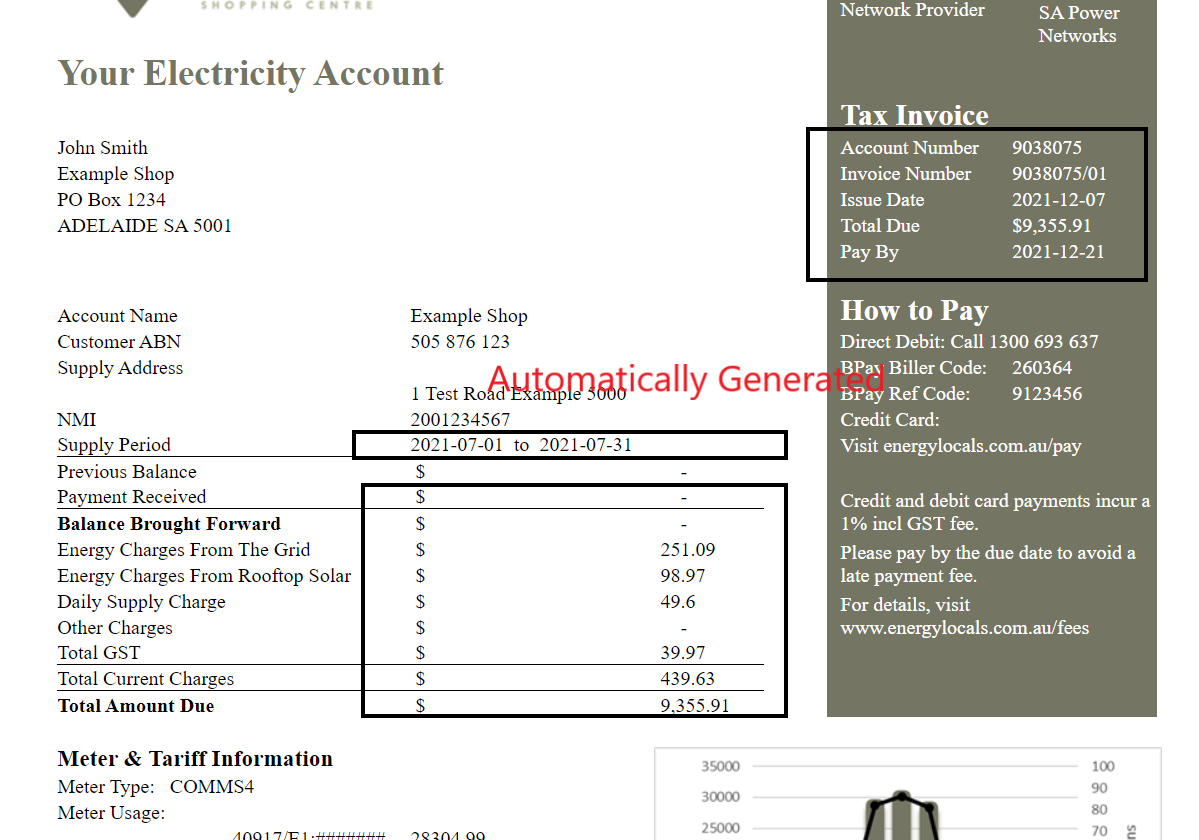 SHOPPING CENTRE
Network Provider SA Power
Networks
Your Electricity Account
Tax Invoice
John Smith
Example Shop
PO Box 1234
ADELAIDE SA 5001
Account Number 9038075
Invoice Number 9038075/01
Issue Date 2021-12-07
Total Due $9,355.91
Pay By 2021-12-21
Account Name Example Shop
Customer ABN 505 876 123
Supply Address
1 Test Road Example 5000
Automatically Generated
NMI 2001234567
Supply Period 2021-07-01 to 2021-07-31
Previous Balance $ -
Payment Received $ -
Balance Brought Forward $ -
Energy Charges From The Grid $ 251.09
Energy Charges From Rooftop Solar $ 98.97
Daily Supply Charge $ 49.6
Other Charges $ -
Total GST $ 39.97
Total Current Charges $ 439.63
Total Amount Due $ 9,355.91
How to Pay
Direct Debit: Call 1300 693 637
BPay Biller Code: 260364
BPay Ref Code: 9123456
Credit Card:
Visit energylocals.com.au/pay
Credit and debit card payments incur a
1% incl GST fee.
Please pay by the due date to avoid a
late payment fee.
For details, visit
www.energylocals.com.au/fees
Meter & Tariff Information
Meter Type: COMMS4
Meter Usage:
40917/E1:####### 28304.99
35000 100
90
30000
80
25000 70